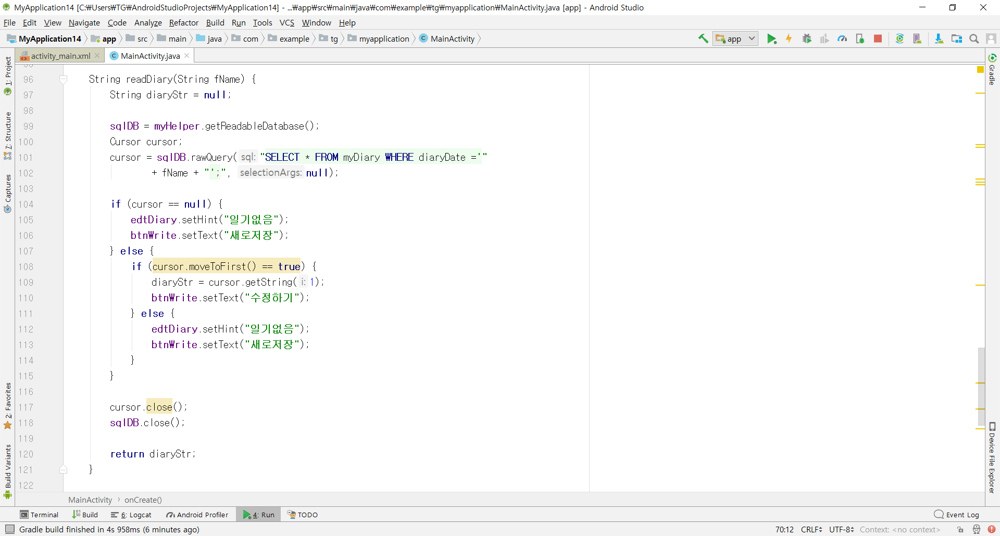 MyApplication14 [C:₩Users₩TG₩AndroidStudioProjects₩MyApplication14] - ...₩app₩src₩main₩java₩com₩example₩tg₩myapplication₩MainActivity.java [app] - Android Studio
File Edit View Navigate Code Analyze Refactor Build Run Tools VCS Window Help
MyApplication14 app src main java com example tg myapplication MainActivity app
activity_main.xml MainActivity.java
1: Project
7: Structure
Captures
2: Favorites
Build Variants
Gradle
Device File Explorer
96 String readDiary(String fName) {
97 String diaryStr = null;
98
99 sqlDB = myHelper.getReadableDatabase();
100 Cursor cursor;
101 cursor = sqlDB.rawQuery( sql: "SELECT * FROM myDiary WHERE diaryDate ='"
102 + fName + "';", selectionArgs: null);
103
104 if (cursor == null) {
105 edtDiary.setHint("일기없음");
106 btnWrite.setText("새로저장");
107 } else {
108 if (cursor.moveToFirst() == true) {
109 diaryStr = cursor.getString( i: 1);
110 btnWrite.setText("수정하기");
111 } else {
112 edtDiary.setHint("일기없음");
113 btnWrite.setText("새로저장");
114 }
115 }
116
117 cursor.close();
118 sqlDB.close();
119
120 return diaryStr;
121 }
122
MainActivity › onCreate()
Terminal Build 6: Logcat Android Profiler 4: Run TODO Event Log
Gradle build finished in 4s 958ms (6 minutes ago) 70:12 CRLF UTF-8 Context: <no context>